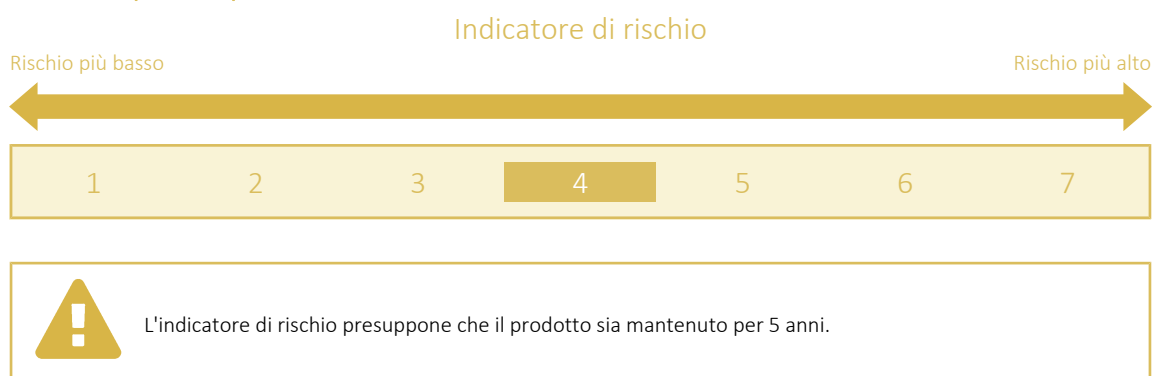 Indicatore di rischio
Rischio più basso Rischio più alto
1 2 3 4 5 6 7
L'indicatore di rischio presuppone che il prodotto sia mantenuto per 5 anni.